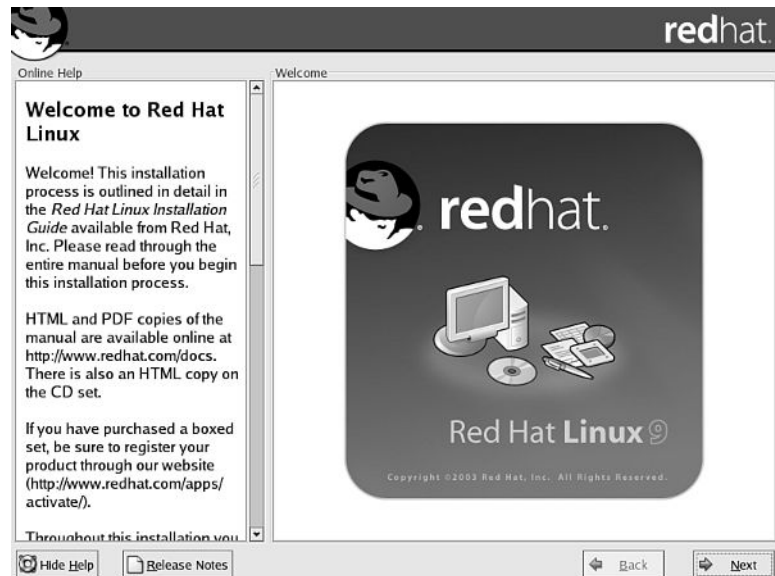 redhat.
Online Help
Welcome to Red Hat
Linux
Welcome! This installation
process is outlined in detail in
the Red Hat Linux Installation
Guide available from Red Hat,
Inc. Please read through the
entire manual before you begin
this installation process.
HTML and PDF copies of the
manual are available online at
http://www.redhat.com/docs.
There is also an HTML copy on
the CD set.
If you have purchased a boxed
set, be sure to register your
product through our website
(http://www.redhat.com/apps/
activate/).
Throughout this installation you
Welcome
redhat.
Red Hat Linux 9
Copyright ©2003 Red Hat, Inc. All Rights Reserved.
Hide Help
Release Notes
Back
Next